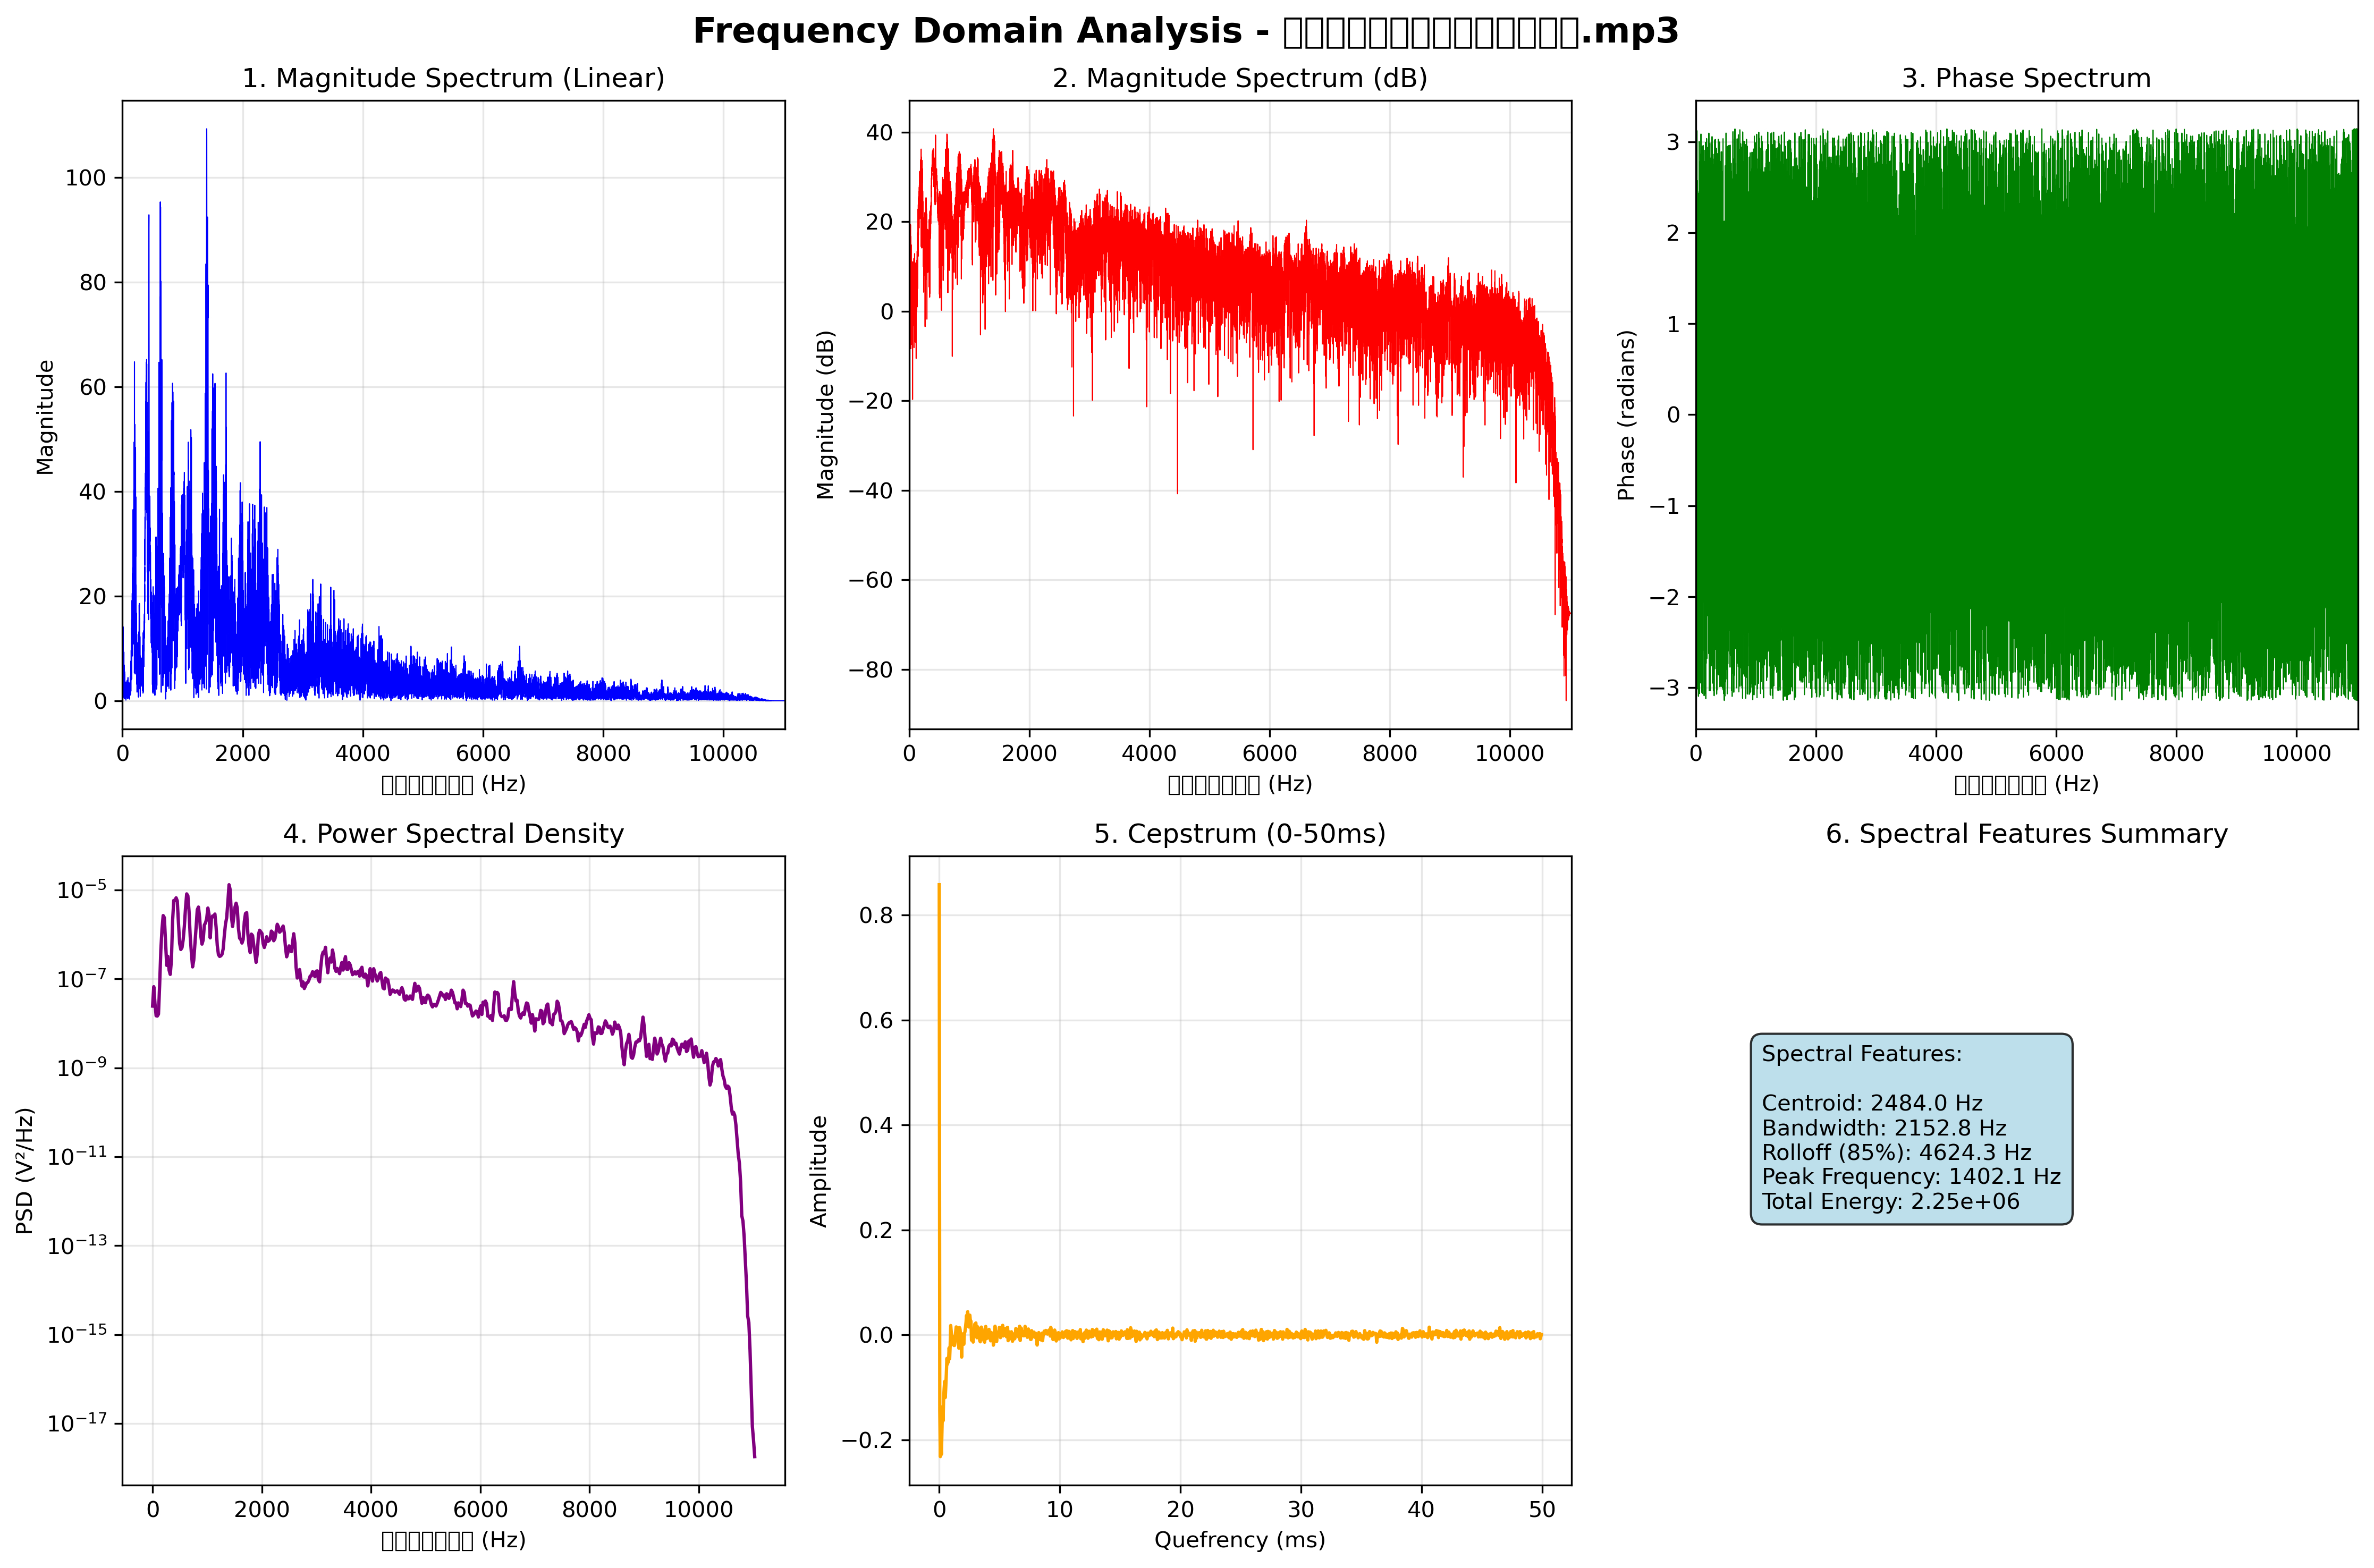 Frequency Domain Analysis - .mp3
1. Magnitude Spectrum (Linear)
Magnitude
100
80
60
40
20
0
0 2000 4000 6000 8000 10000
(Hz)
2. Magnitude Spectrum (dB)
Magnitude (dB)
40
20
0
−20
−40
−60
−80
0 2000 4000 6000 8000 10000
(Hz)
3. Phase Spectrum
Phase (radians)
3
2
1
0
−1
−2
−3
0 2000 4000 6000 8000 10000
(Hz)
4. Power Spectral Density
PSD (V²/Hz)
10⁻⁵
10⁻⁷
10⁻⁹
10⁻¹¹
10⁻¹³
10⁻¹⁵
10⁻¹⁷
0 2000 4000 6000 8000 10000
(Hz)
5. Cepstrum (0-50ms)
Amplitude
0.8
0.6
0.4
0.2
0.0
−0.2
0 10 20 30 40 50
Quefrency (ms)
6. Spectral Features Summary
Spectral Features:
Centroid: 2484.0 Hz
Bandwidth: 2152.8 Hz
Rolloff (85%): 4624.3 Hz
Peak Frequency: 1402.1 Hz
Total Energy: 2.25e+06